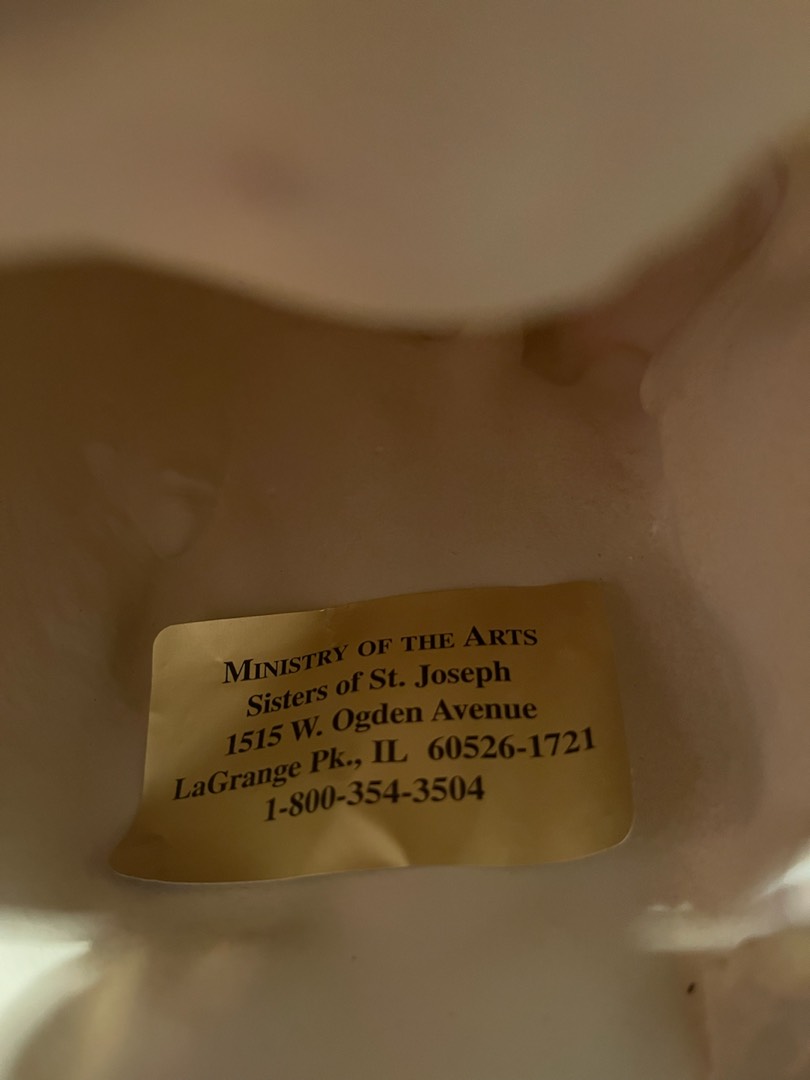 MINISTRY OF THE ARTS
Sisters of St. Joseph
1515 W. Ogden Avenue
LaGrange Pk., IL 60526-1721
1-800-354-3504